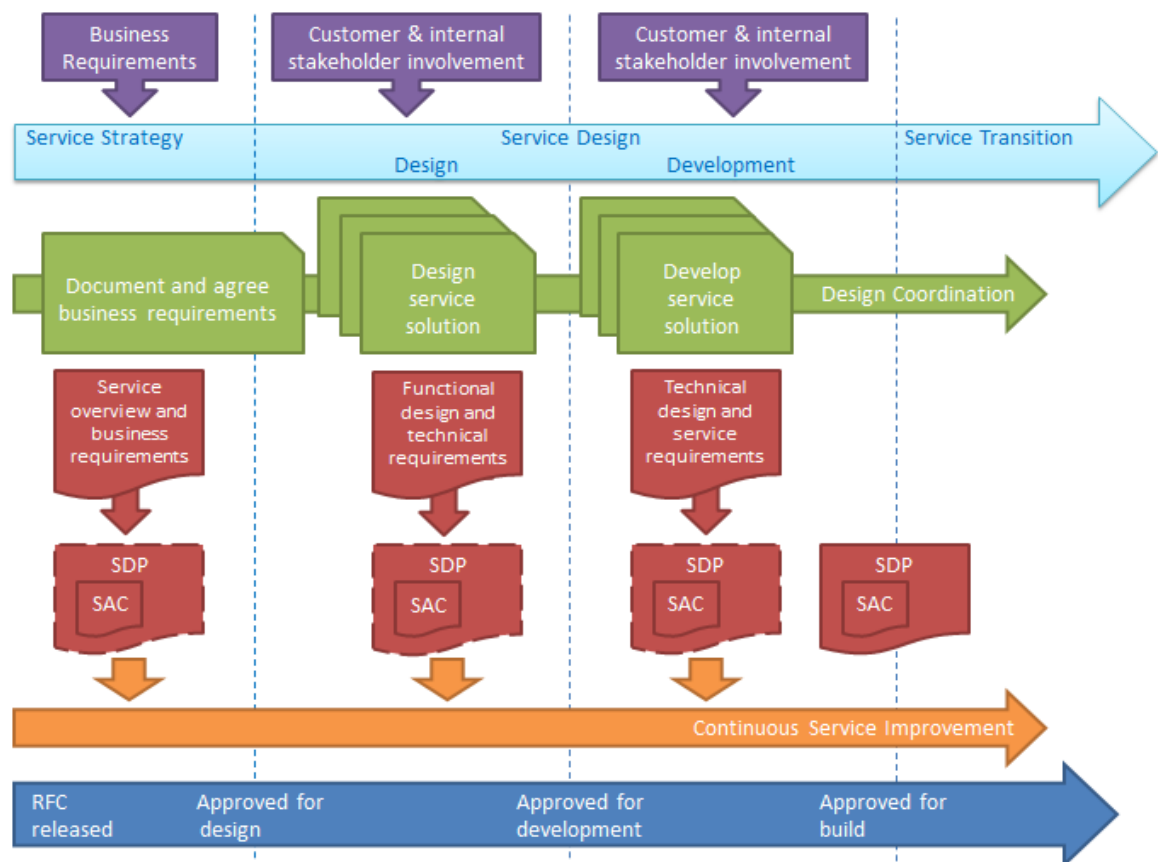 Business
Requirements
Customer & internal
stakeholder involvement
Customer & internal
stakeholder involvement
Service Strategy
Service Design
Service Transition
Design
Development
Document and agree
business requirements
Design
service
solution
Develop
service
solution
Design Coordination
Service
overview and
business
requirements
Functional
design and
technical
requirements
Technical
design and
service
requirements
SDP
SAC
SDP
SAC
SDP
SAC
SDP
SAC
Continuous Service Improvement
RFC
released
Approved for
design
Approved for
development
Approved for
build